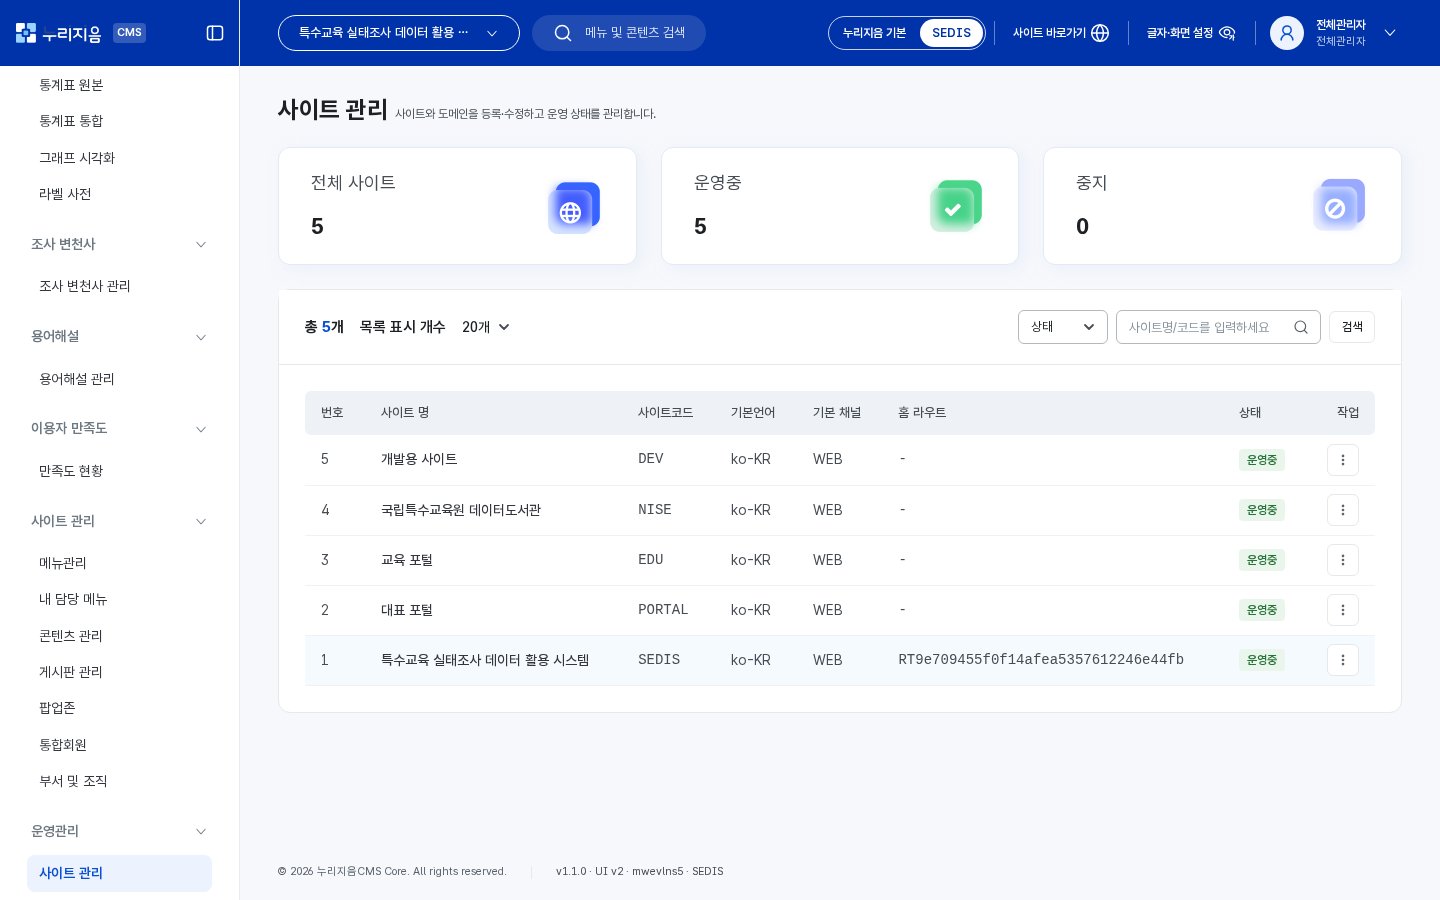 누리지음 CMS
특수교육 실태조사 데이터 활용 ···
메뉴 및 콘텐츠 검색
누리지음 기본
SEDIS
사이트 바로가기
글자·화면 설정
전체관리자
전체관리자
통계표 원본
통계표 통합
그래프 시각화
라벨 사전
조사 변천사
조사 변천사 관리
용어해설
용어해설 관리
이용자 만족도
만족도 현황
사이트 관리
메뉴관리
내 담당 메뉴
콘텐츠 관리
게시판 관리
팝업존
통합회원
부서 및 조직
운영관리
사이트 관리
사이트 관리 사이트와 도메인을 등록·수정하고 운영 상태를 관리합니다.
전체 사이트
5
운영중
5
중지
0
총 5개 목록 표시 개수 20개
상태
사이트명/코드를 입력하세요
검색
번호 사이트 명 사이트코드 기본언어 기본 채널 홈 라우트 상태 작업
5 개발용 사이트 DEV ko-KR WEB - 운영중
4 국립특수교육원 데이터도서관 NISE ko-KR WEB - 운영중
3 교육 포털 EDU ko-KR WEB - 운영중
2 대표 포털 PORTAL ko-KR WEB - 운영중
1 특수교육 실태조사 데이터 활용 시스템 SEDIS ko-KR WEB RT9e709455f0f14afea5357612246e44fb 운영중
© 2026 누리지음CMS Core. All rights reserved.
v1.1.0 · UI v2 · mwevlns5 · SEDIS